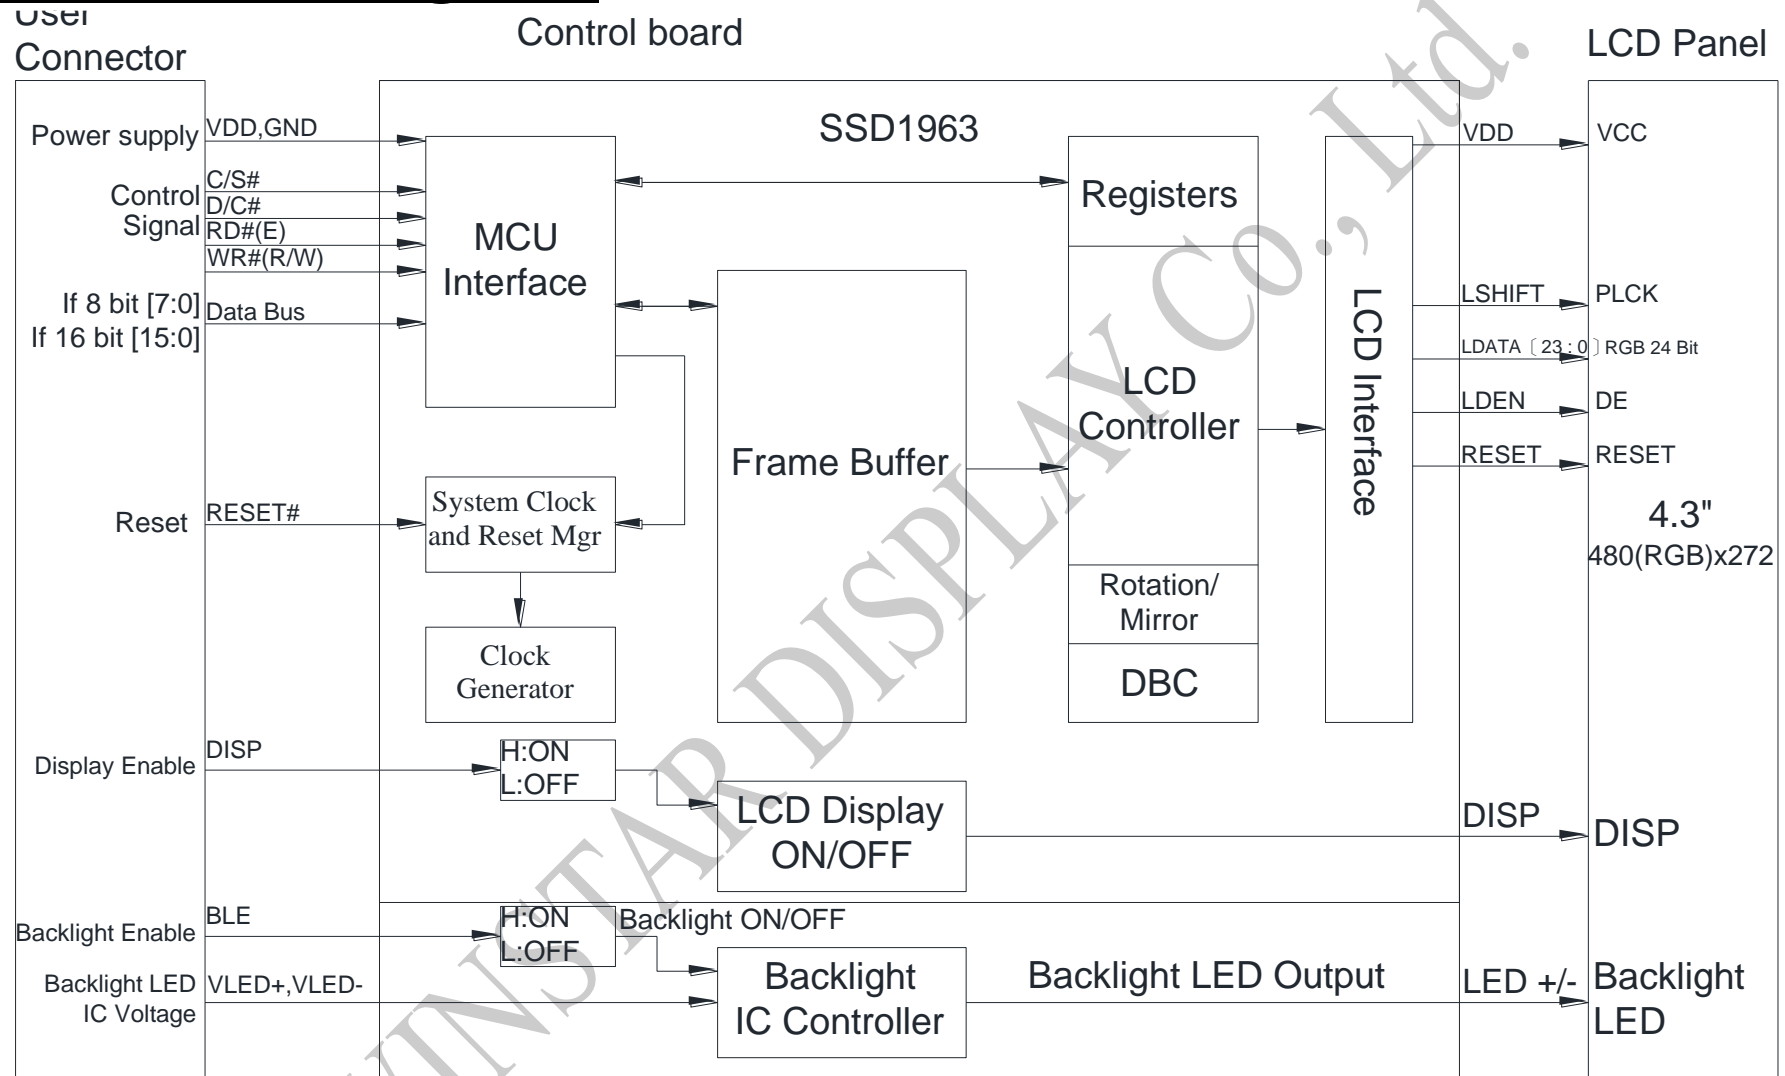 User
Connector
Control board
LCD Panel
SSD1963
Power supply
VDD,GND
Control
Signal
C/S#
D/C#
RD#(E)
WR#(R/W)
If 8 bit [7:0]
If 16 bit [15:0]
Data Bus
MCU
Interface
Registers
LCD
Controller
Rotation/
Mirror
DBC
Frame Buffer
LCD Interface
VDD
VCC
LSHIFT
PLCK
LDATA〔23:0〕RGB 24 Bit
LDEN
DE
RESET
RESET
4.3"
480(RGB)x272
Reset
RESET#
System Clock
and Reset Mgr
Clock
Generator
Display Enable
DISP
H:ON
L:OFF
LCD Display
ON/OFF
DISP
DISP
Backlight Enable
BLE
H:ON
L:OFF
Backlight ON/OFF
Backlight LED
IC Voltage
VLED+,VLED-
Backlight
IC Controller
Backlight LED Output
LED +/-
Backlight
LED
WINSTAR DISPLAY Co., Ltd.